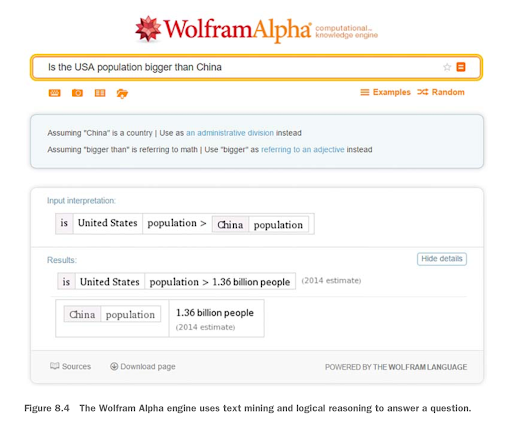 WolframAlpha computational... knowledge engine
Is the USA population bigger than China
Examples Random
Assuming "China" is a country | Use as an administrative division instead
Assuming "bigger than" is referring to math | Use "bigger" as referring to an adjective instead
Input interpretation:
is United States population > China population
Results: Hide details
is United States population > 1.36 billion people (2014 estimate)
China population 1.36 billion people
(2014 estimate)
Sources Download page POWERED BY THE WOLFRAM LANGUAGE
Figure 8.4 The Wolfram Alpha engine uses text mining and logical reasoning to answer a question.